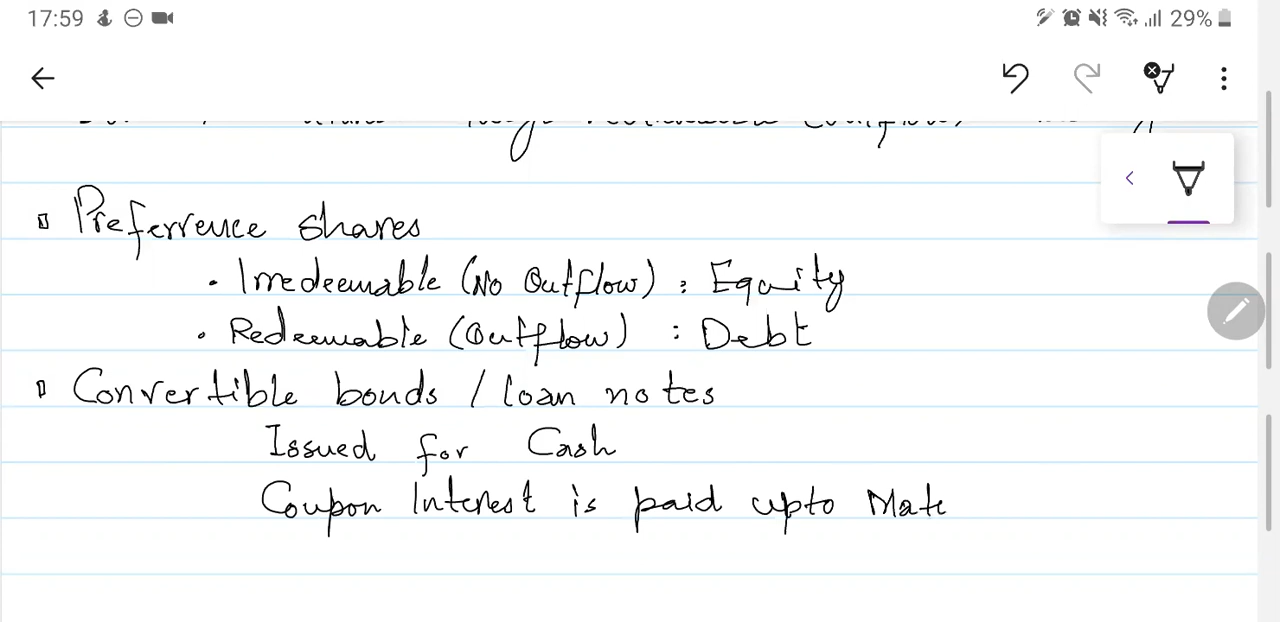 17:59 29%
Preferrence shares
• Irredeemable (No Outflow) : Equity
• Redeemable (Outflow) : Debt
Convertible bonds / loan notes
Issued for Cash
Coupon Interest is paid upto Mate